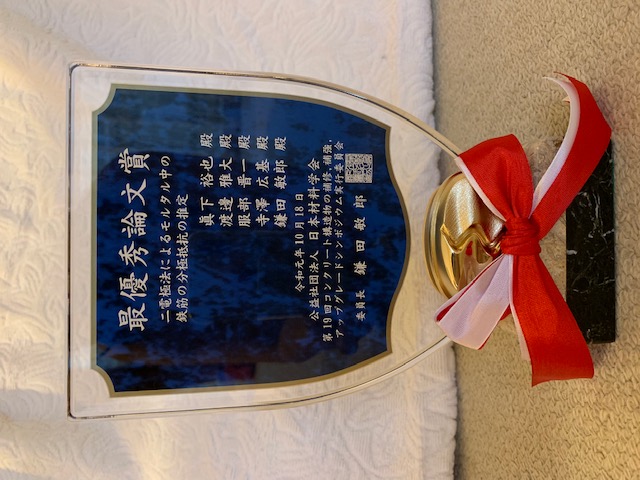 最優秀論文賞
二電極法によるモルタル中の
鉄筋の分極抵抗の推定
真下 裕也 殿
渡邊 雅大 殿
服部 晋一 殿
寺澤 広基 殿
鎌田 敏郎 殿
令和元年10月18日
公益社団法人 日本材料学会
第19回コンクリート構造物の補修,補強,
アップグレードシンポジウム実行委員会
委員長 鎌田 敏郎